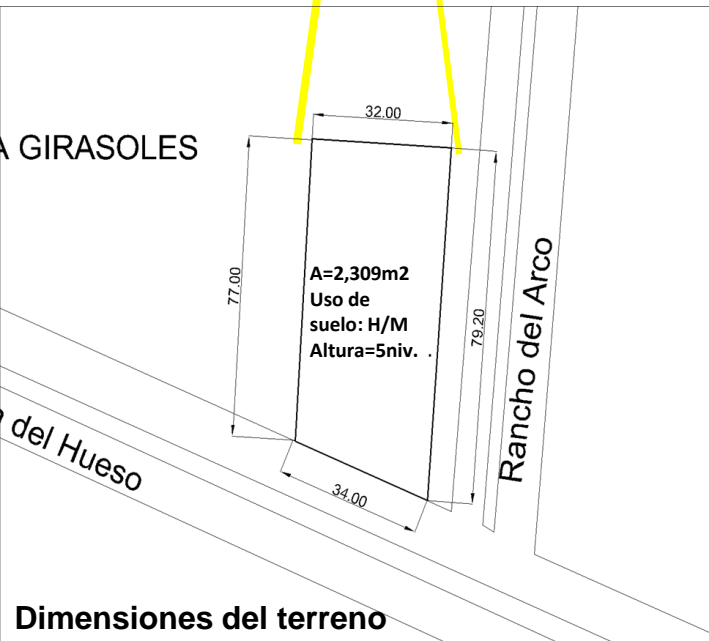 32.00
A GIRASOLES
77.00
A=2,309m2
Uso de
suelo: H/M
Altura=5niv. .
79.20
Rancho del Arco
del Hueso
34.00
Dimensiones del terreno